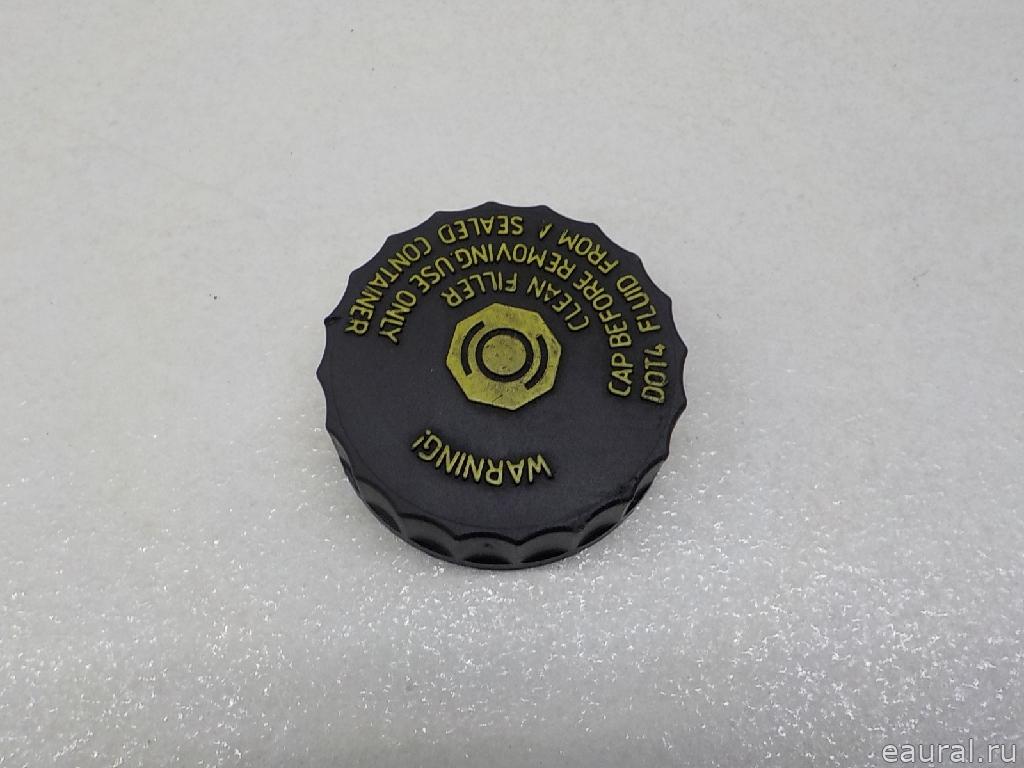 WARNING!
CLEAN FILLER
CAP BEFORE REMOVING.USE ONLY
DOT4 FLUID FROM A SEALED CONTAINER
eaural.ru